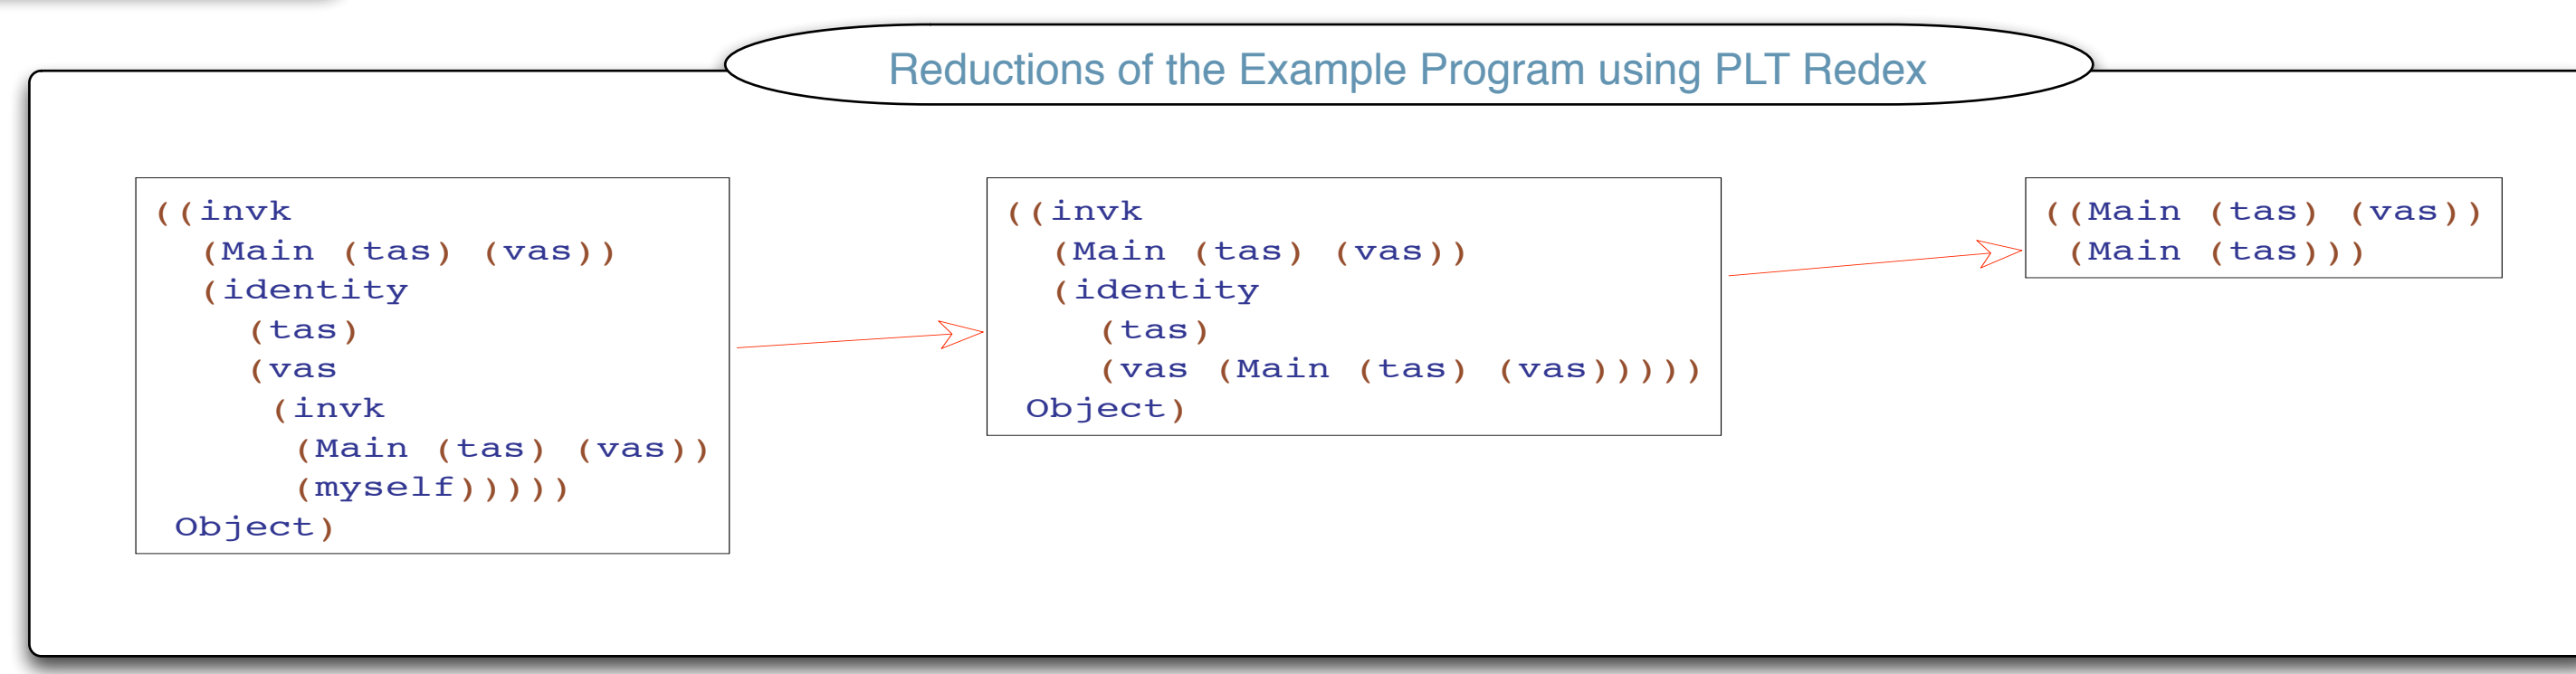 Reductions of the Example Program using PLT Redex
((invk
(Main (tas) (vas))
(identity
(tas)
(vas
(invk
(Main (tas) (vas))
(myself)))))
Object)
((invk
(Main (tas) (vas))
(identity
(tas)
(vas (Main (tas) (vas)))))
Object)
((Main (tas) (vas))
(Main (tas)))